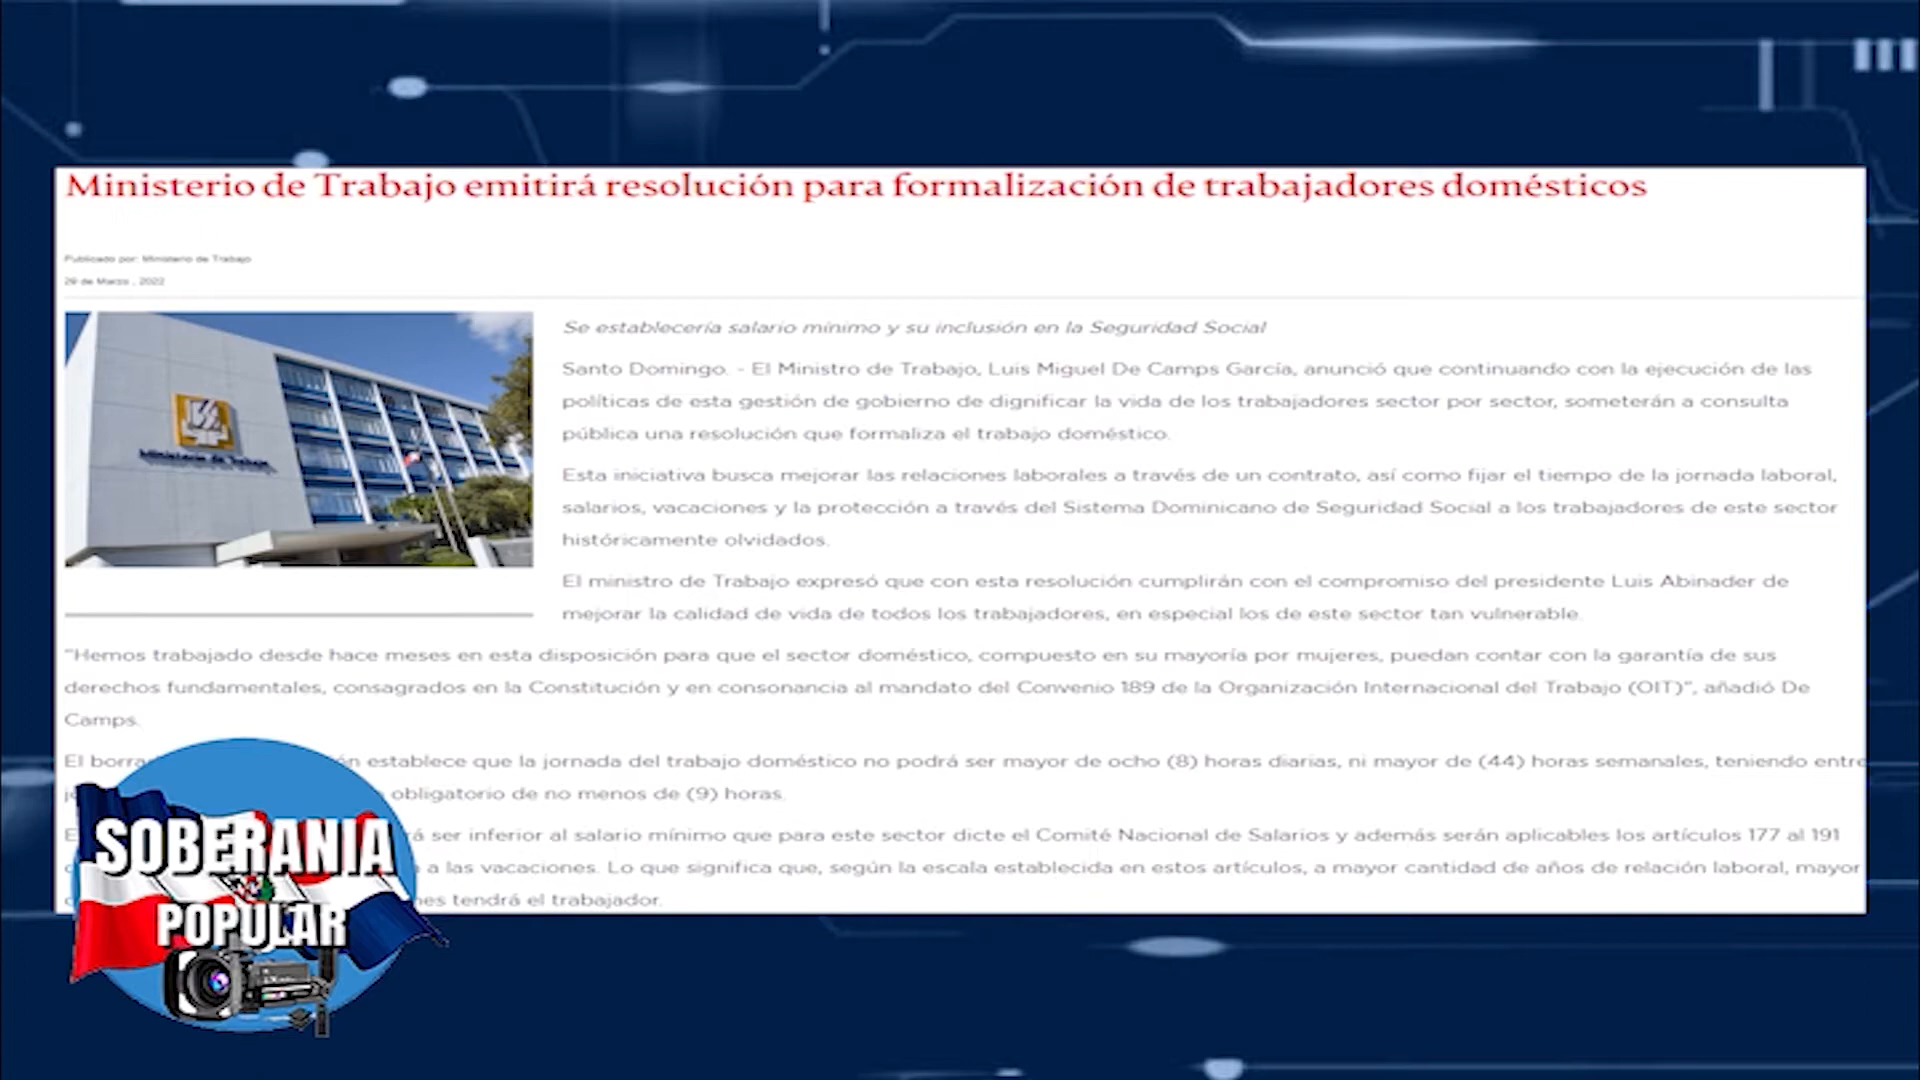 Ministerio de Trabajo emitirá resolución para formalización de trabajadores domésticos
Publicado por: Ministerio de Trabajo
29 de Marzo , 2022
Ministerio de Trabajo
Se establecería salario mínimo y su inclusión en la Seguridad Social
Santo Domingo. - El Ministro de Trabajo, Luis Miguel De Camps García, anunció que continuando con la ejecución de las
políticas de esta gestión de gobierno de dignificar la vida de los trabajadores sector por sector, someterán a consulta
pública una resolución que formaliza el trabajo doméstico.
Esta iniciativa busca mejorar las relaciones laborales a través de un contrato, así como fijar el tiempo de la jornada laboral,
salarios, vacaciones y la protección a través del Sistema Dominicano de Seguridad Social a los trabajadores de este sector
históricamente olvidados.
El ministro de Trabajo expresó que con esta resolución cumplirán con el compromiso del presidente Luis Abinader de
mejorar la calidad de vida de todos los trabajadores, en especial los de este sector tan vulnerable.
"Hemos trabajado desde hace meses en esta disposición para que el sector doméstico, compuesto en su mayoría por mujeres, puedan contar con la garantía de sus
derechos fundamentales, consagrados en la Constitución y en consonancia al mandato del Convenio 189 de la Organización Internacional del Trabajo (OIT)", añadió De
Camps.
El establece que la jornada del trabajo doméstico no podrá ser mayor de ocho (8) horas diarias, ni mayor de (44) horas semanales, teniendo entre
obligatorio de no menos de (9) horas.
ser inferior al salario mínimo que para este sector dicte el Comité Nacional de Salarios y además serán aplicables los artículos 177 al 191
a las vacaciones. Lo que significa que, según la escala establecida en estos artículos, a mayor cantidad de años de relación laboral, mayor
tendrá el trabajador.
SOBERANIA
POPULAR